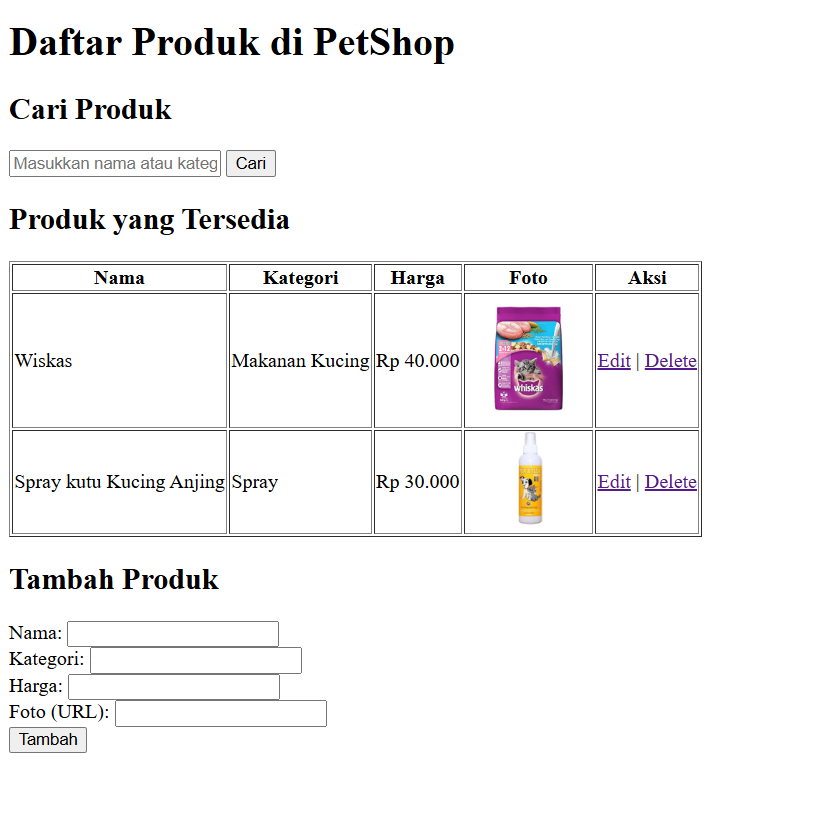 Daftar Produk di PetShop
Cari Produk
Masukkan nama atau kateg Cari
Produk yang Tersedia
Nama Kategori Harga Foto Aksi
Wiskas Makanan Kucing Rp 40.000 whiskas Edit | Delete
Spray kutu Kucing Anjing Spray Rp 30.000 Edit | Delete
Tambah Produk
Nama:
Kategori:
Harga:
Foto (URL):
Tambah